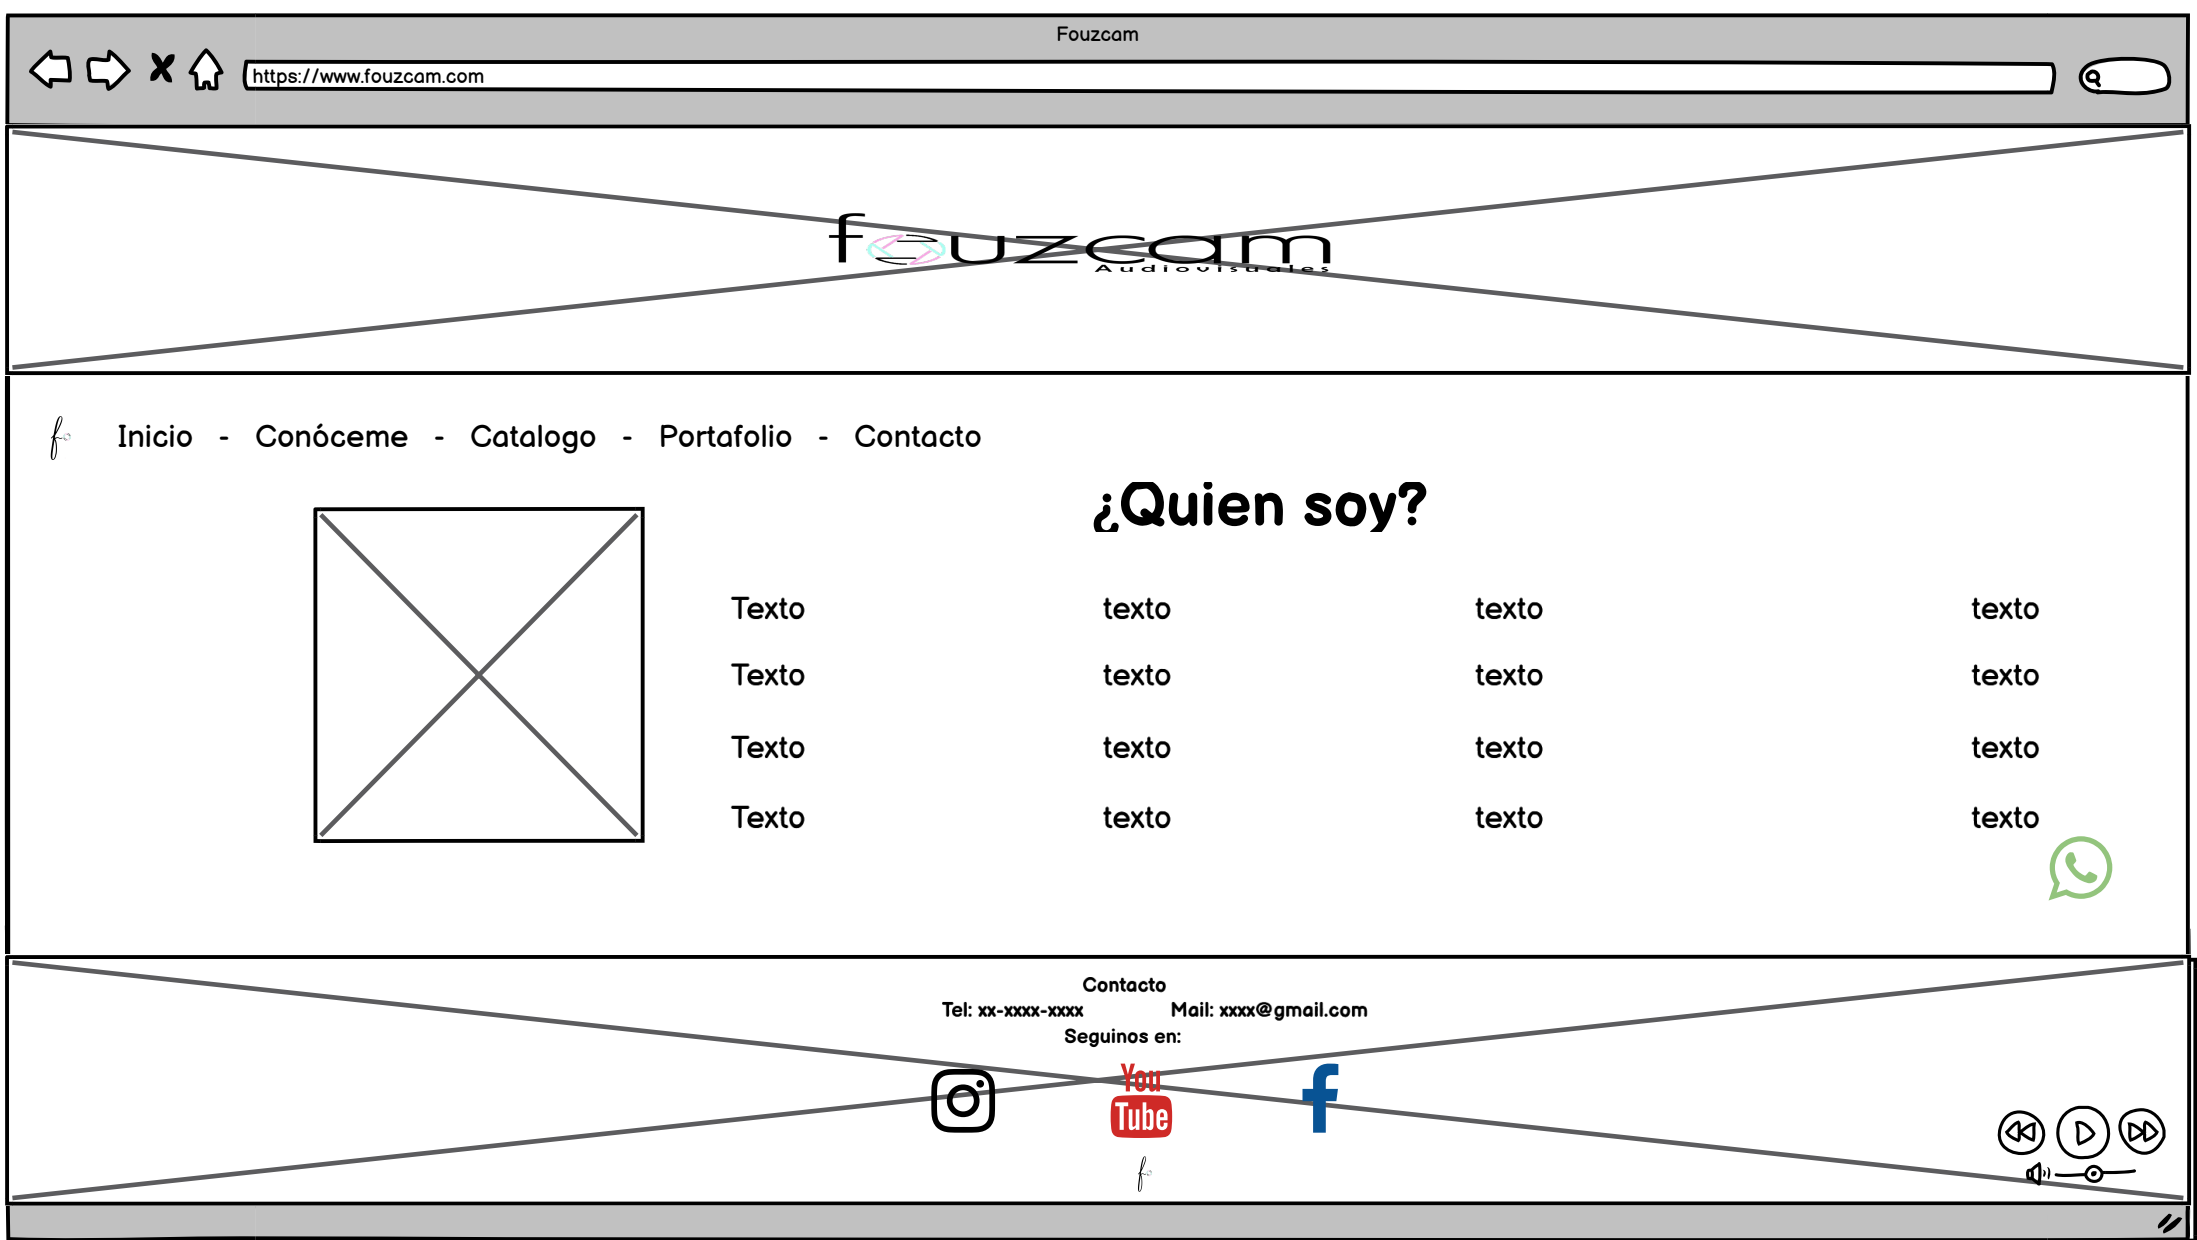 Fouzcam
https://www.fouzcam.com
fouzcam
Audiovisuales
f Inicio - Conóceme - Catalogo - Portafolio - Contacto
¿Quien soy?
Texto texto texto texto
Texto texto texto texto
Texto texto texto texto
Texto texto texto texto
Contacto
Tel: xx-xxxx-xxxx Mail: xxxx@gmail.com
Seguinos en:
You
Tube
f